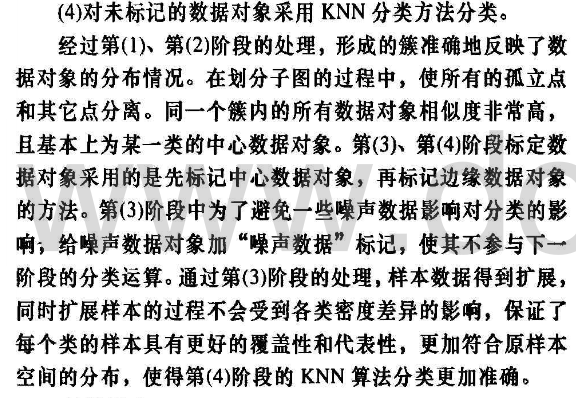 (4)对未标记的数据对象采用 KNN 分类方法分类。
经过第(1)、第(2)阶段的处理，形成的簇准确地反映了数
据对象的分布情况。在划分子图的过程中，使所有的孤立点
和其它点分离。同一个簇内的所有数据对象相似度非常高，
且基本上为某一类的中心数据对象。第(3)、第(4)阶段标定数
据对象采用的是先标记中心数据对象，再标记边缘数据对象
的方法。第(3)阶段中为了避免一些噪声数据影响对分类的影
响，给噪声数据对象加“噪声数据”标记，使其不参与下一
阶段的分类运算。通过第(3)阶段的处理，样本数据得到扩展，
同时扩展样本的过程不会受到各类密度差异的影响，保证了
每个类的样本具有更好的覆盖性和代表性，更加符合原样本
空间的分布，使得第(4)阶段的 KNN 算法分类更加准确。
www.do